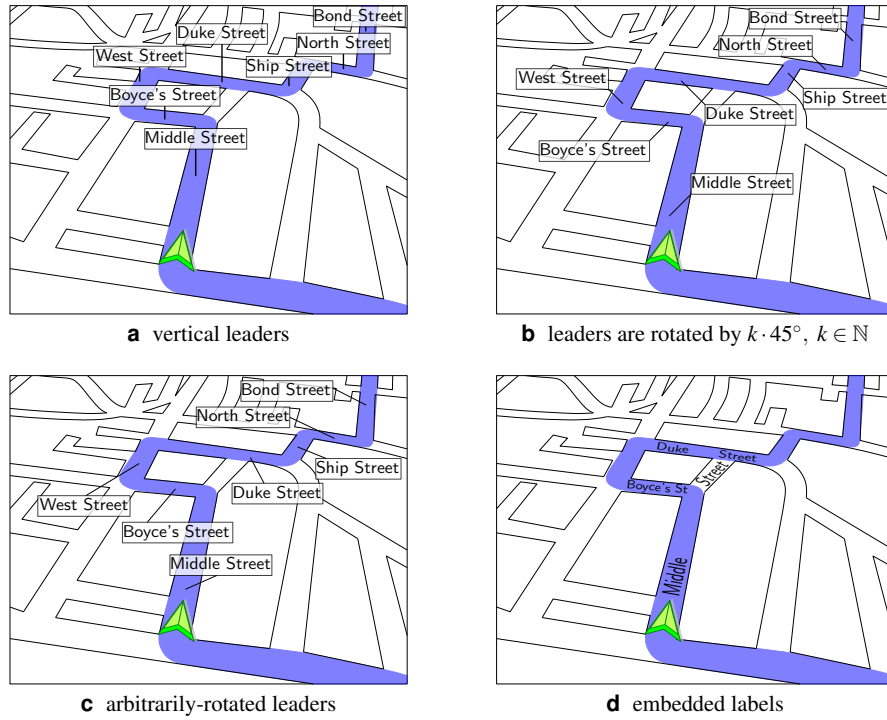 Bond Street
Duke Street
North Street
West Street
Ship Street
Boyce's Street
Middle Street
a vertical leaders
Bond Street
North Street
West Street
Ship Street
Duke Street
Boyce's Street
Middle Street
b leaders are rotated by k · 45°, k ∈ ℕ
Bond Street
North Street
Ship Street
Duke Street
West Street
Boyce's Street
Middle Street
c arbitrarily-rotated leaders
Duke Street
Boyce's St
Middle Street
d embedded labels